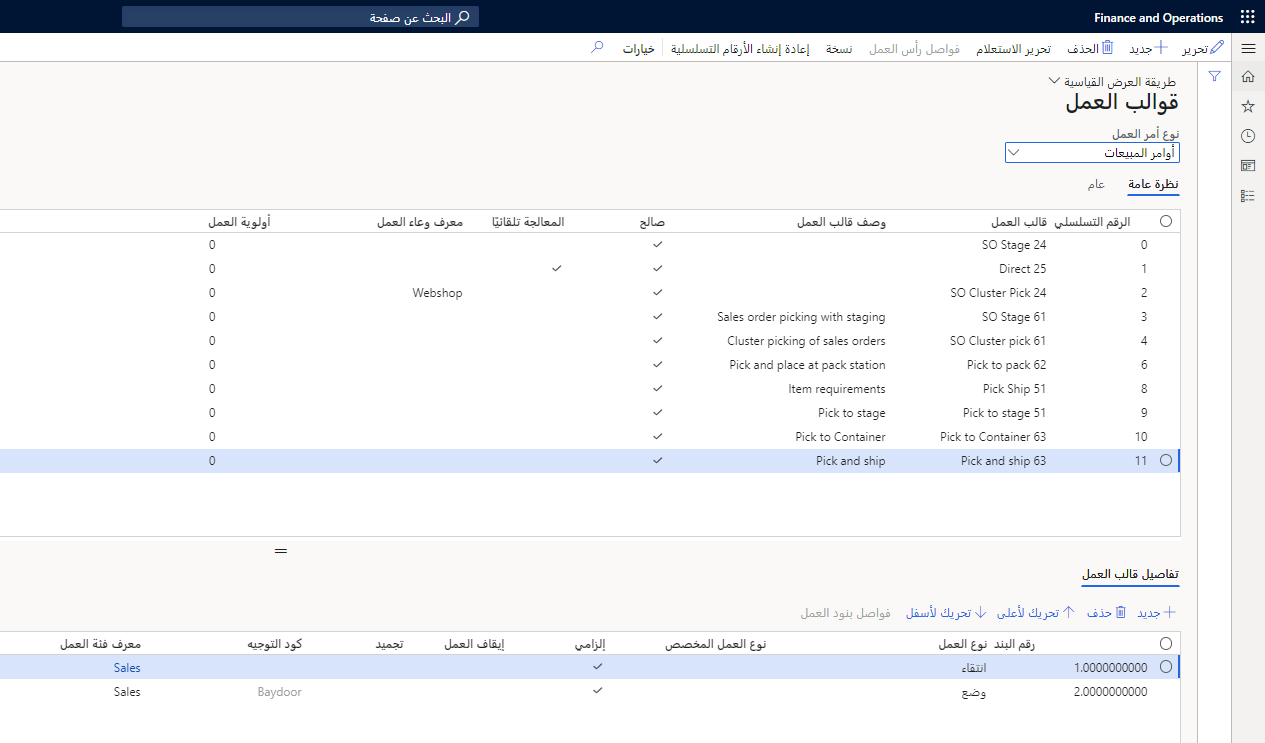 Finance and Operations
البحث عن صفحة
تحرير
جديد
الحذف
تحرير الاستعلام
فواصل رأس العمل
نسخة
إعادة إنشاء الأرقام التسلسلية
خيارات
طريقة العرض القياسية
قوالب العمل
نوع أمر العمل
أوامر المبيعات
نظرة عامة
عام
الرقم التسلسلي قالب العمل وصف قالب العمل صالح المعالجة تلقائيًا معرف وعاء العمل أولوية العمل
0 SO Stage 24 0
1 Direct 25 0
2 SO Cluster Pick 24 Webshop 0
3 SO Stage 61 Sales order picking with staging 0
4 SO Cluster pick 61 Cluster picking of sales orders 0
6 Pick to pack 62 Pick and place at pack station 0
8 Pick Ship 51 Item requirements 0
9 Pick to stage 51 Pick to stage 0
10 Pick to Container 63 Pick to Container 0
11 Pick and ship 63 Pick and ship 0
تفاصيل قالب العمل
جديد
حذف
تحريك لأعلى
تحريك لأسفل
فواصل بنود العمل
رقم البند نوع العمل نوع العمل المخصص إلزامي إيقاف العمل تجميد كود التوجيه معرف فئة العمل
1.0000000000 انتقاء Sales
2.0000000000 وضع Baydoor Sales